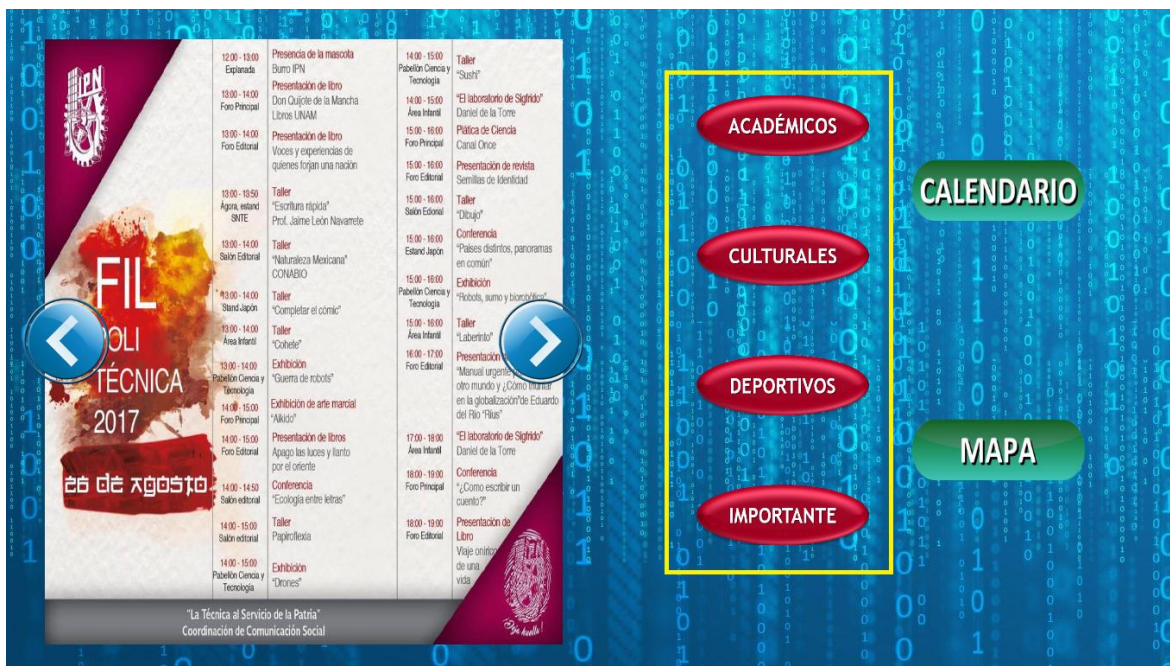 IPN
FIL
POLI
TÉCNICA
2017
26 de agosto
12:00 - 13:00
Explanada
Presencia de la mascota
Burro IPN
13:00 - 14:00
Foro Principal
Presentación de libro
Don Quijote de la Mancha
Libros UNAM
13:00 - 14:00
Foro Editorial
Presentación de libro
Voces y experiencias de
quienes forjan una nación
13:00 - 13:50
Ágora, estand
SNTE
Taller
"Escritura rápida"
Prof. Jaime León Navarrete
13:00 - 14:00
Salón Editorial
Taller
"Naturaleza Mexicana"
CONABIO
13:00 - 14:00
Stand Japón
Taller
"Completar el cómic"
13:00 - 14:00
Área Infantil
Taller
"Cohete"
13:00 - 14:00
Pabellón Ciencia y
Tecnología
Exhibición
"Guerra de robots"
14:00 - 15:00
Foro Principal
Exhibición de arte marcial
"Aikido"
14:00 - 15:00
Foro Editorial
Presentación de libros
Apago las luces y llanto
por el oriente
14:00 - 14:50
Salón editorial
Conferencia
"Ecología entre letras"
14:00 - 15:00
Salón editorial
Taller
Papiroflexia
14:00 - 15:00
Pabellón Ciencia y
Tecnología
Exhibición
"Drones"
14:00 - 15:00
Pabellón Ciencia y
Tecnología
Taller
"Sushi"
14:00 - 15:00
Área Infantil
"El laboratorio de Sigfrido"
Daniel de la Torre
15:00 - 16:00
Foro Principal
Plática de Ciencia
Canal Once
15:00 - 16:00
Foro Editorial
Presentación de revista
Semillas de Identidad
15:00 - 16:00
Salón Edional
Taller
"Dibujo"
15:00 - 16:00
Estand Japón
Conferencia
"Países distintos, panoramas
en común"
15:00 - 16:00
Pabellón Ciencia y
Tecnología
Exhibición
"Robots, sumo y biorobótica"
15:00 - 16:00
Área Infantil
Taller
"Laberinto"
16:00 - 17:00
Foro Editorial
Presentación
"Manual urgente
otro mundo y ¿Cómo triunfar
en la globalización"de Eduardo
del Río "Rius"
17:00 - 18:00
Área Infantil
"El laboratorio de Sigfrido"
Daniel de la Torre
18:00 - 19:00
Foro Principal
Conferencia
"¿Como escribir un
cuento?"
18:00 - 19:00
Foro Editorial
Presentación de
Libro
Viaje onírico
de una
vida
IPN
¡Deja huella!
"La Técnica al Servicio de la Patria"
Coordinación de Comunicación Social
ACADÉMICOS
CULTURALES
DEPORTIVOS
IMPORTANTE
CALENDARIO
MAPA